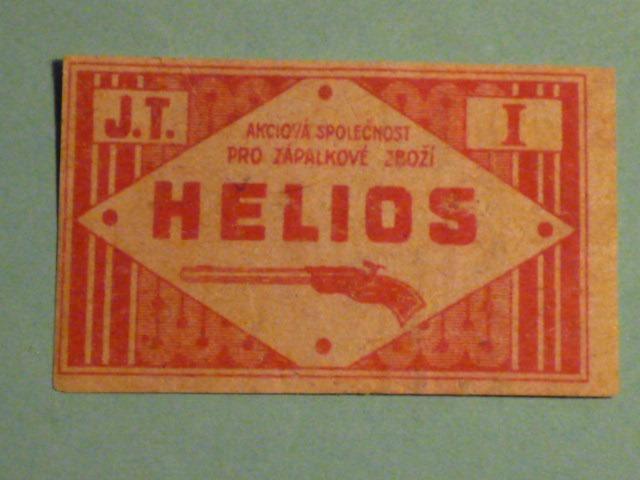 J.T.
I
AKCIOVÁ SPOLEČNOST
PRO ZÁPALKOVÉ ZBOŽÍ
HELIOS